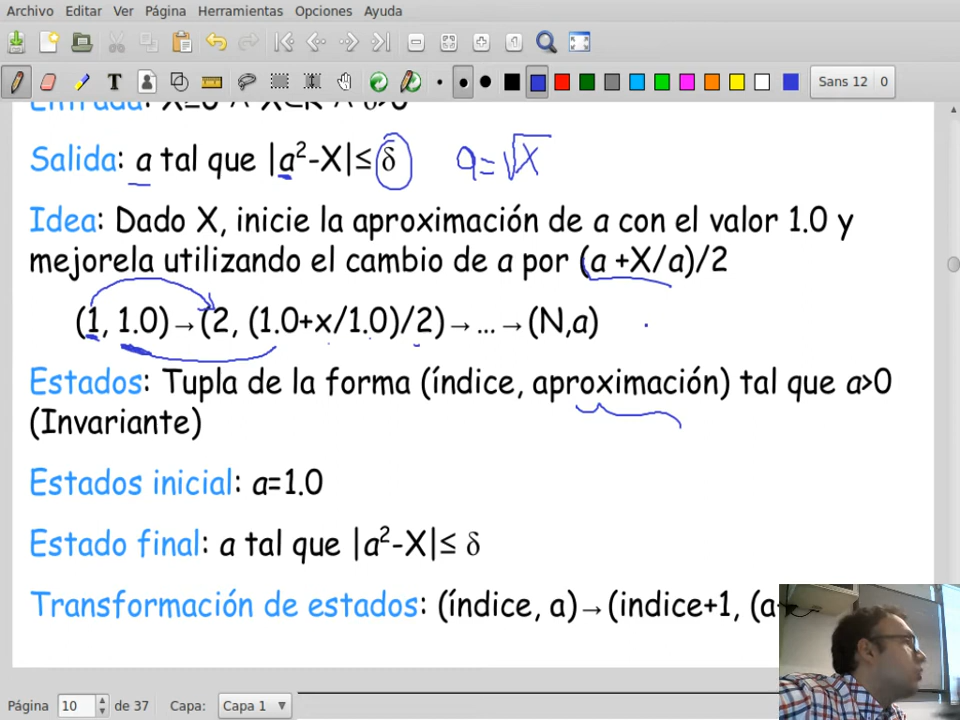 Archivo Editar Ver Página Herramientas Opciones Ayuda
Sans 12 0
Salida: a tal que |a²-X|≤ δ a=√X
Idea: Dado X, inicie la aproximación de a con el valor 1.0 y
mejorela utilizando el cambio de a por (a +X/a)/2
(1, 1.0)→(2, (1.0+x/1.0)/2)→...→(N,a)
Estados: Tupla de la forma (índice, aproximación) tal que a>0
(Invariante)
Estados inicial: a=1.0
Estado final: a tal que |a²-X|≤ δ
Transformación de estados: (índice, a)→(indice+1, (a+
Página 10 de 37 Capa: Capa 1